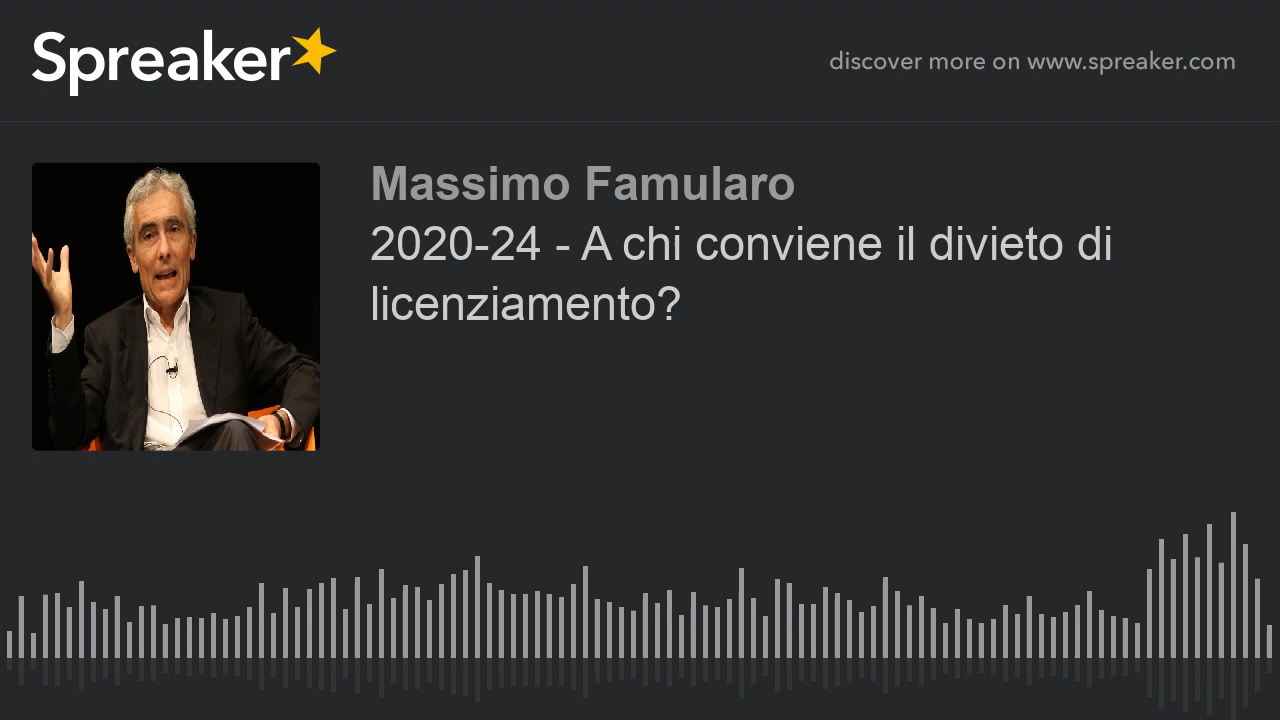 Spreaker
discover more on www.spreaker.com
Massimo Famularo
2020-24 - A chi conviene il divieto di
licenziamento?